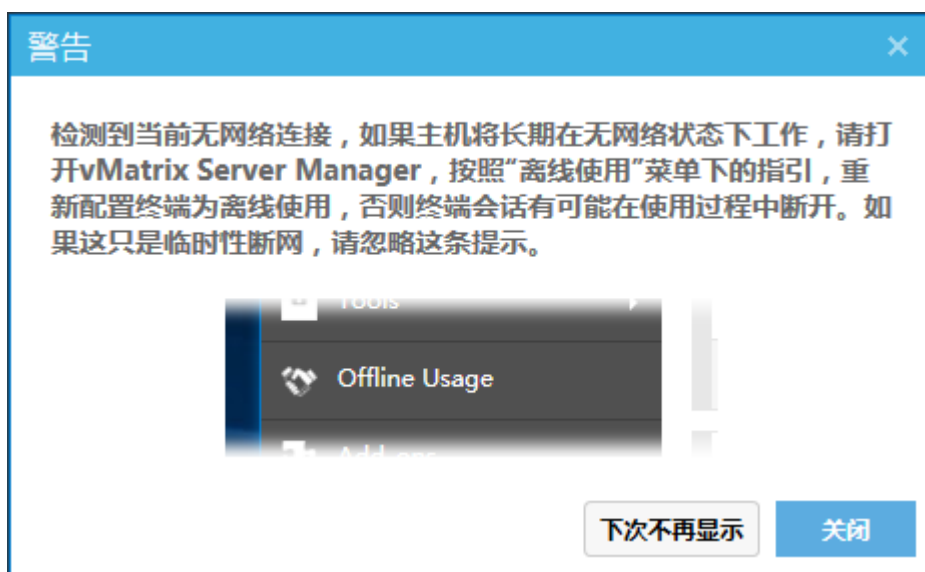 警告
检测到当前无网络连接，如果主机将长期在无网络状态下工作，请打
开vMatrix Server Manager，按照“离线使用”菜单下的指引，重
新配置终端为离线使用，否则终端会话有可能在使用过程中断开。如
果这只是临时性断网，请忽略这条提示。
Tools
Offline Usage
Add-ons
下次不再显示
关闭